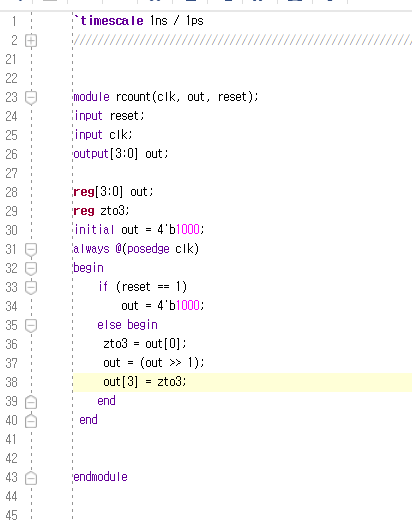 1 `timescale 1ns / 1ps
2 ////////////////////////////////////////////////////////
21
22
23 module rcount(clk, out, reset);
24 input reset;
25 input clk;
26 output[3:0] out;
27
28 reg[3:0] out;
29 reg zto3;
30 initial out = 4'b1000;
31 always @(posedge clk)
32 begin
33 if (reset == 1)
34 out = 4'b1000;
35 else begin
36 zto3 = out[0];
37 out = (out >> 1);
38 out[3] = zto3;
39 end
40 end
41
42
43 endmodule
44
45